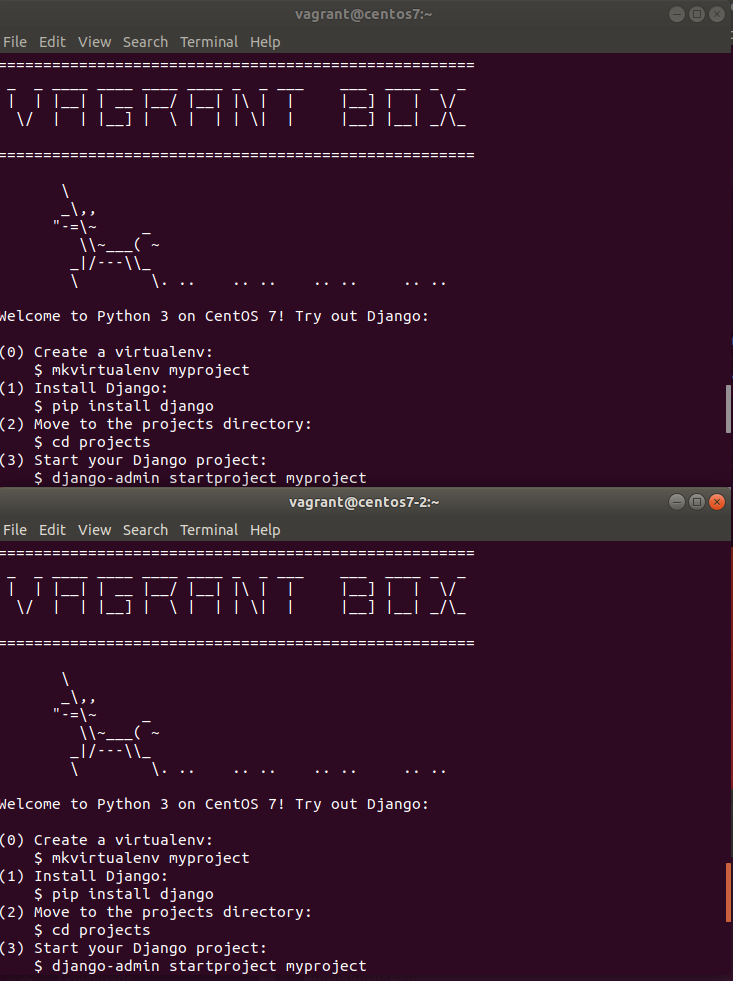 vagrant@centos7:~
File Edit View Search Terminal Help
=====================================================
VAGRANT BOX
=====================================================
Welcome to Python 3 on CentOS 7! Try out Django:
(0) Create a virtualenv:
$ mkvirtualenv myproject
(1) Install Django:
$ pip install django
(2) Move to the projects directory:
$ cd projects
(3) Start your Django project:
$ django-admin startproject myproject
vagrant@centos7-2:~
File Edit View Search Terminal Help
=====================================================
VAGRANT BOX
=====================================================
Welcome to Python 3 on CentOS 7! Try out Django:
(0) Create a virtualenv:
$ mkvirtualenv myproject
(1) Install Django:
$ pip install django
(2) Move to the projects directory:
$ cd projects
(3) Start your Django project:
$ django-admin startproject myproject